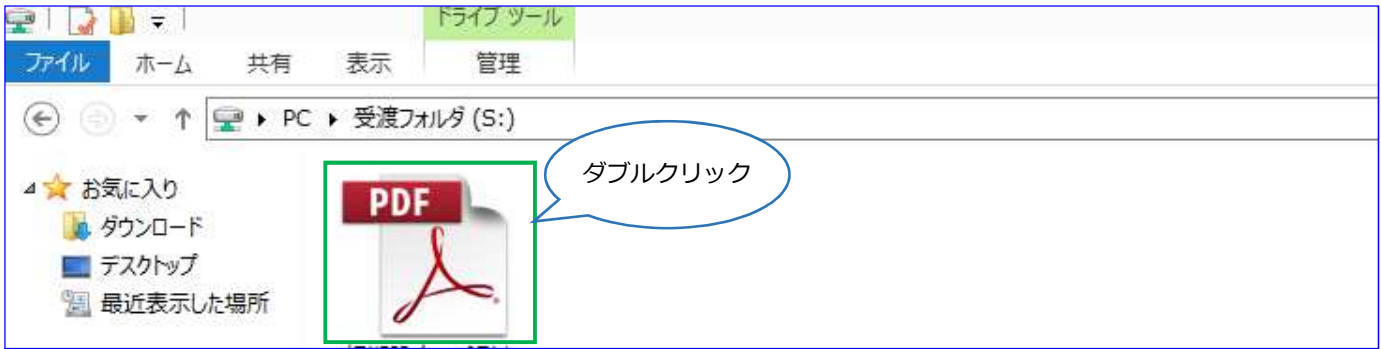 ドライブ ツール
ファイル ホーム 共有 表示 管理
PC 受渡フォルダ (S:)
ダブルクリック
お気に入り
ダウンロード
デスクトップ
最近表示した場所
PDF